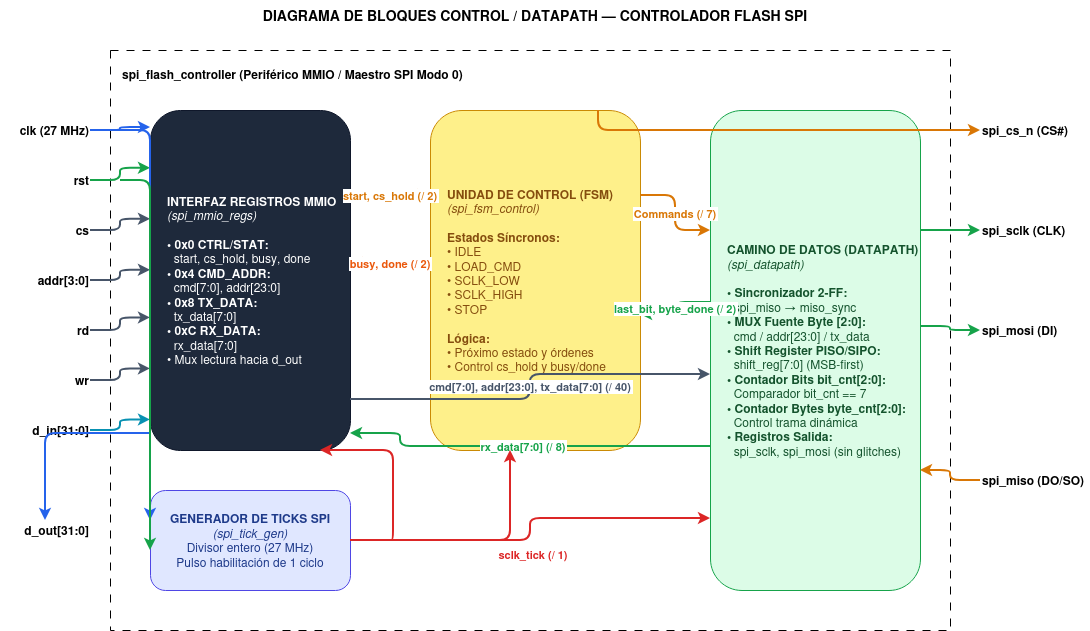 DIAGRAMA DE BLOQUES CONTROL / DATAPATH — CONTROLADOR FLASH SPI
spi_flash_controller (Periférico MMIO / Maestro SPI Modo 0)
clk (27 MHz)
rst
cs
addr[3:0]
rd
wr
d_in[31:0]
d_out[31:0]
INTERFAZ REGISTROS MMIO
(spi_mmio_regs)
• 0x0 CTRL/STAT:
start, cs_hold, busy, done
• 0x4 CMD_ADDR:
cmd[7:0], addr[23:0]
• 0x8 TX_DATA:
tx_data[7:0]
• 0xC RX_DATA:
rx_data[7:0]
• Mux lectura hacia d_out
GENERADOR DE TICKS SPI
(spi_tick_gen)
Divisor entero (27 MHz)
Pulso habilitación de 1 ciclo
start, cs_hold (/ 2)
busy, done (/ 2)
UNIDAD DE CONTROL (FSM)
(spi_fsm_control)
Estados Síncronos:
• IDLE
• LOAD_CMD
• SCLK_LOW
• SCLK_HIGH
• STOP
Lógica:
• Próximo estado y órdenes
• Control cs_hold y busy/done
cmd[7:0], addr[23:0], tx_data[7:0] (/ 40)
rx_data[7:0] (/ 8)
sclk_tick (/ 1)
Commands (/ 7)
last_bit, byte_done (/ 2)
CAMINO DE DATOS (DATAPATH)
(spi_datapath)
• Sincronizador 2-FF:
spi_miso → miso_sync
• MUX Fuente Byte [2:0]:
cmd / addr[23:0] / tx_data
• Shift Register PISO/SIPO:
shift_reg[7:0] (MSB-first)
• Contador Bits bit_cnt[2:0]:
Comparador bit_cnt == 7
• Contador Bytes byte_cnt[2:0]:
Control trama dinámica
• Registros Salida:
spi_sclk, spi_mosi (sin glitches)
spi_cs_n (CS#)
spi_sclk (CLK)
spi_mosi (DI)
spi_miso (DO/SO)